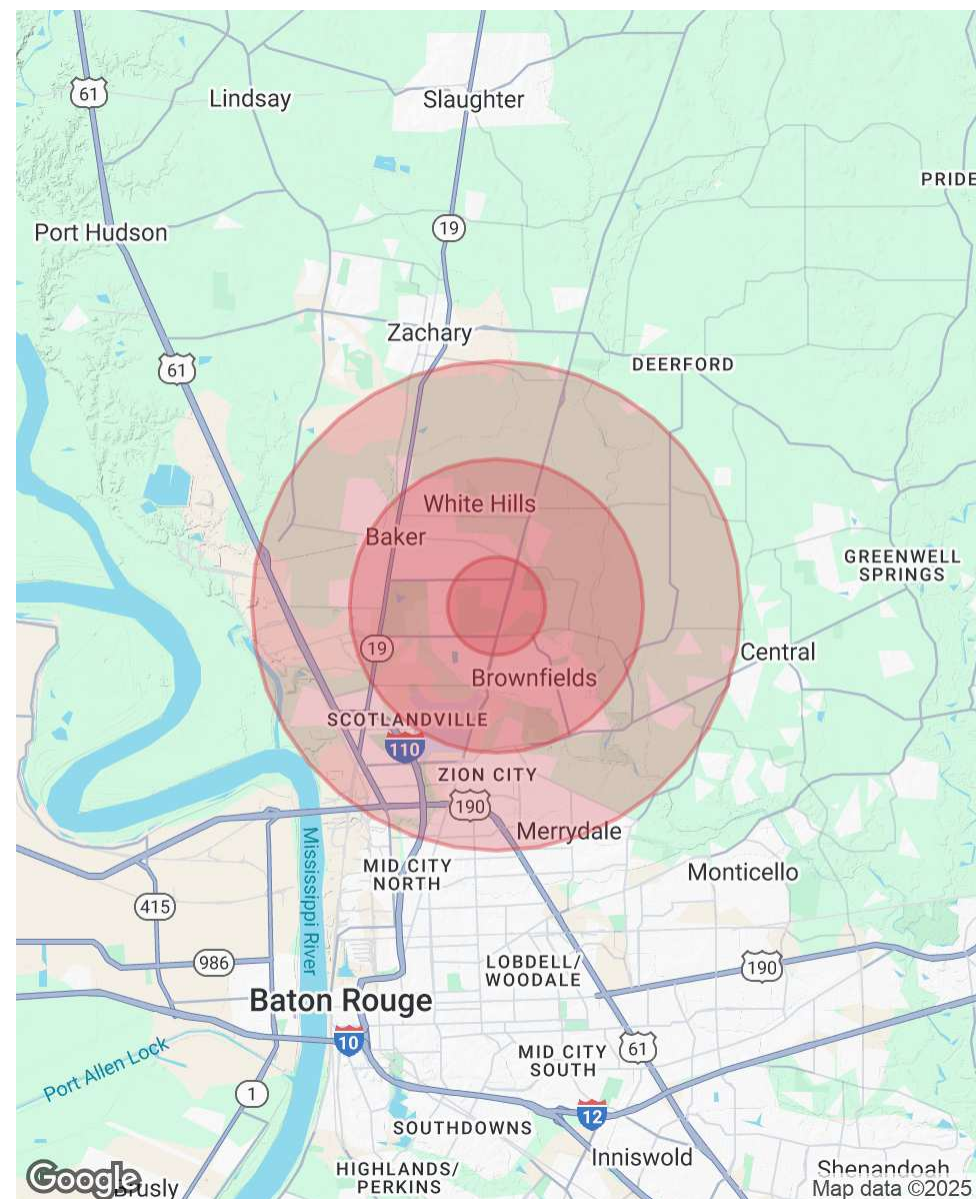 61
Lindsay
Slaughter
PRIDE
19
Port Hudson
Zachary
61
DEERFORD
White Hills
Baker
GREENWELL
SPRINGS
19
Central
Brownfields
SCOTLANDVILLE
110
ZION CITY
190
Merrydale
MID CITY
NORTH
Monticello
Mississippi River
415
986
LOBDELL/
WOODALE
190
Baton Rouge
10
MID CITY
SOUTH
61
Port Allen Lock
1
12
SOUTHDOWNS
Inniswold
HIGHLANDS/
PERKINS
Shenandoah
Google
Brusly
Map data ©2025